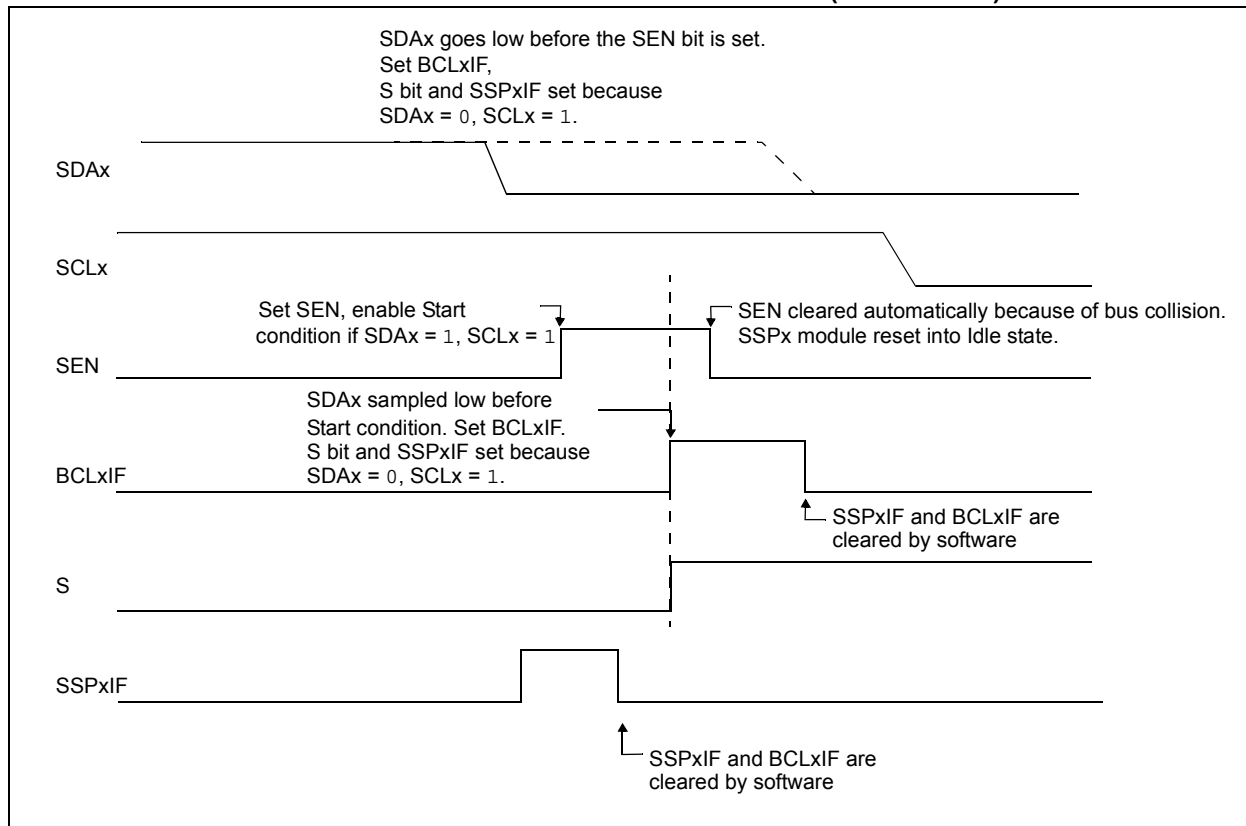 SDAx goes low before the SEN bit is set.
Set BCLxIF,
S bit and SSPxIF set because
SDAx = 0, SCLx = 1.
SDAx
SCLx
Set SEN, enable Start
condition if SDAx = 1, SCLx = 1
SEN cleared automatically because of bus collision.
SSPx module reset into Idle state.
SEN
SDAx sampled low before
Start condition. Set BCLxIF.
S bit and SSPxIF set because
SDAx = 0, SCLx = 1.
BCLxIF
SSPxIF and BCLxIF are
cleared by software
S
SSPxIF
SSPxIF and BCLxIF are
cleared by software